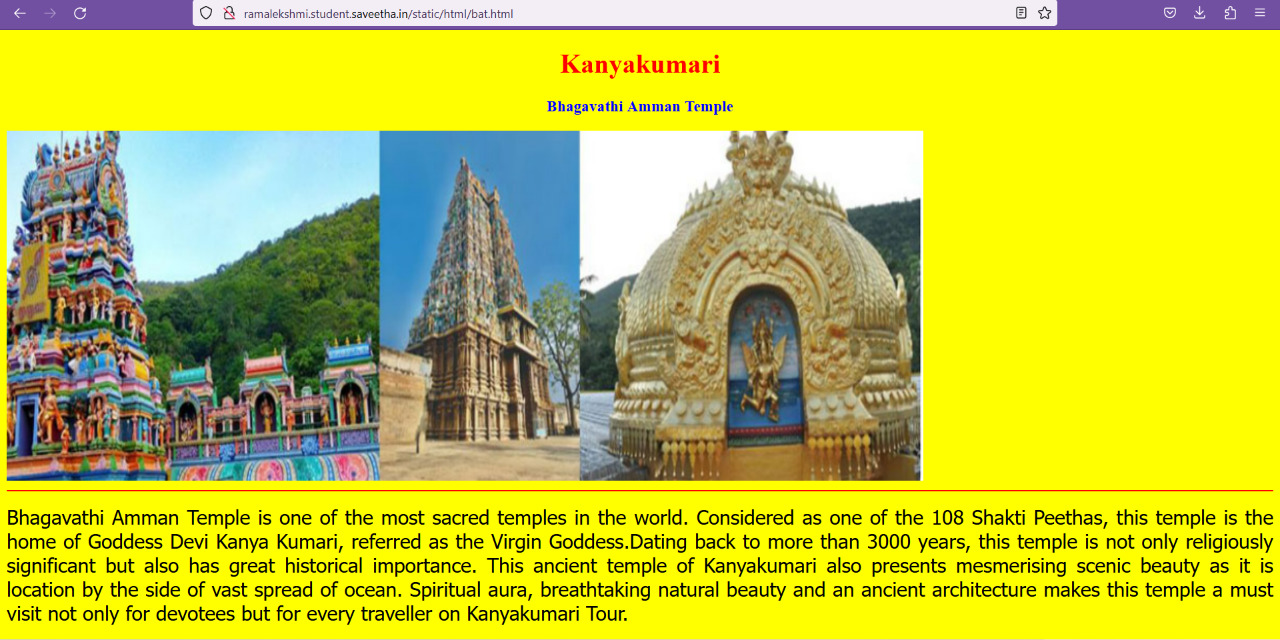 ramalekshmi.student.saveetha.in/static/html/bat.html
Kanyakumari
Bhagavathi Amman Temple
Bhagavathi Amman Temple is one of the most sacred temples in the world. Considered as one of the 108 Shakti Peethas, this temple is the
home of Goddess Devi Kanya Kumari, referred as the Virgin Goddess.Dating back to more than 3000 years, this temple is not only religiously
significant but also has great historical importance. This ancient temple of Kanyakumari also presents mesmerising scenic beauty as it is
location by the side of vast spread of ocean. Spiritual aura, breathtaking natural beauty and an ancient architecture makes this temple a must
visit not only for devotees but for every traveller on Kanyakumari Tour.